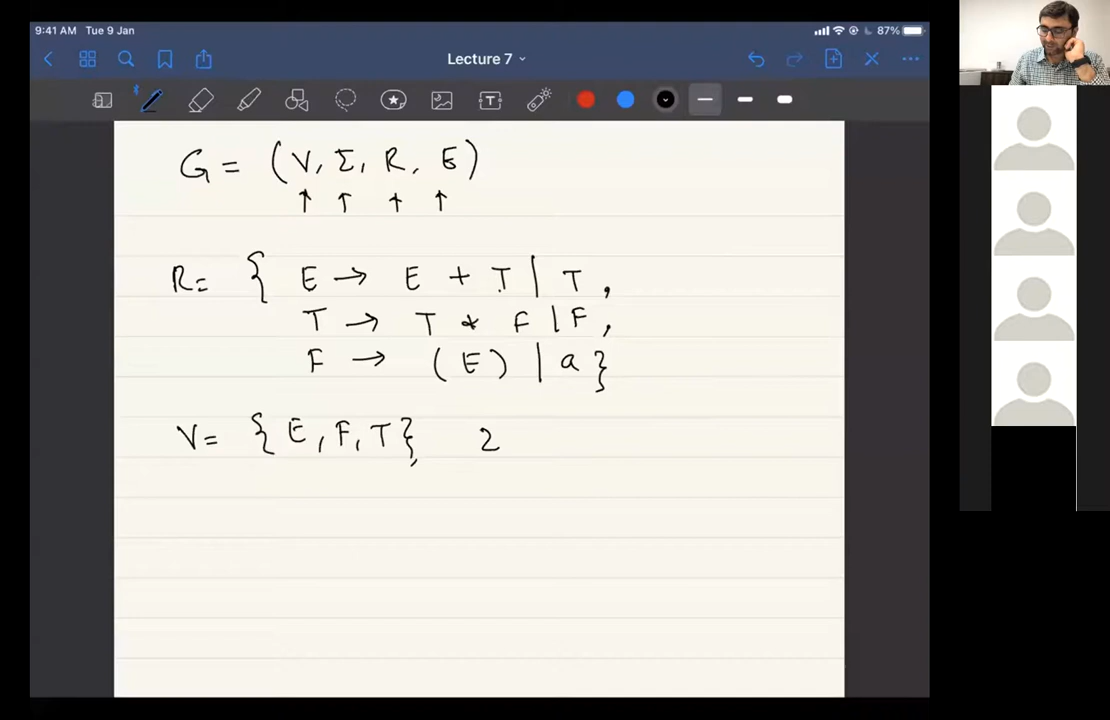 9:41 AM Tue 9 Jan 87%
Lecture 7
G = (V, Σ, R, E)
R = { E → E + T | T,
T → T * F | F,
F → (E) | a }
V = { E, F, T }, 2